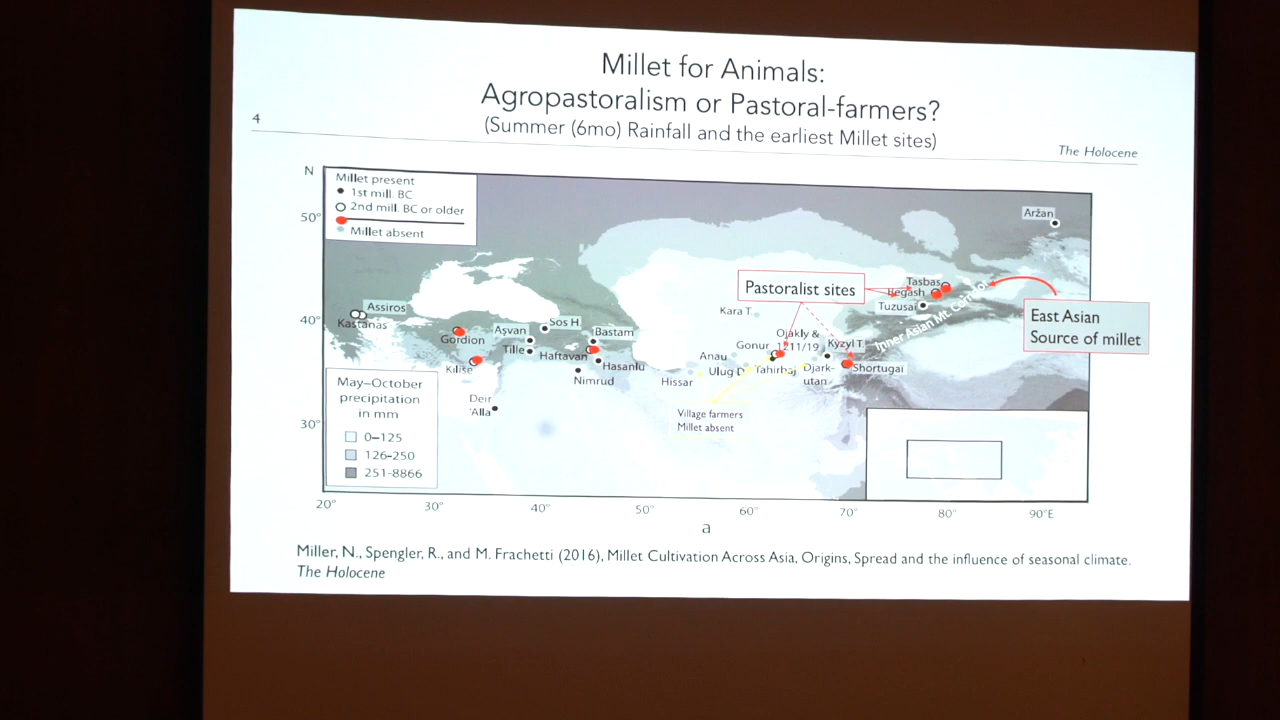 Millet for Animals:
Agropastoralism or Pastoral-farmers?
(Summer (6mo) Rainfall and the earliest Millet sites)
4
The Holocene
N
Millet present
1st mill. BC
2nd mill. BC or older
Millet absent
50°
40°
30°
Aržan
Pastoralist sites
Tasbas
Begash
Tuzusai
Inner Asian Mt. Corridor
East Asian
Source of millet
Assiros
Kastanas
Gordion
Kilise
Aşvan
Tille
Sos H.
Bastam
Haftavan
Hasanlu
Nimrud
Deir
'Alla
Kara T.
Ojakly &
1211/19
Kyzyl T.
Gonur
Anau
Ulug D.
Tahirbaj
Djark-
utan
Shortugaï
Hissar
Village farmers
Millet absent
May–October
precipitation
in mm
0–125
126-250
251-8866
20°
30°
40°
50°
60°
70°
80°
90°E
a
Miller, N., Spengler, R., and M. Frachetti (2016), Millet Cultivation Across Asia, Origins, Spread and the influence of seasonal climate.
The Holocene